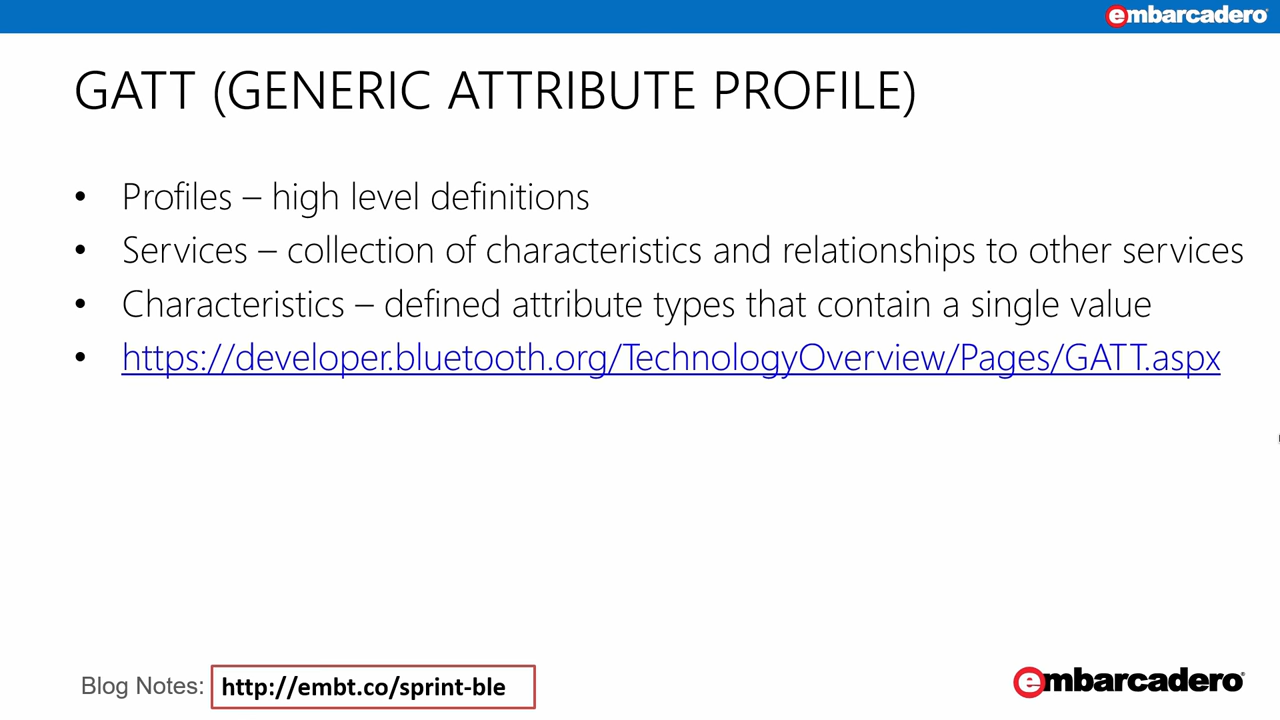 embarcadero
GATT (GENERIC ATTRIBUTE PROFILE)
• Profiles – high level definitions
• Services – collection of characteristics and relationships to other services
• Characteristics – defined attribute types that contain a single value
• https://developer.bluetooth.org/TechnologyOverview/Pages/GATT.aspx
Blog Notes: http://embt.co/sprint-ble
embarcadero